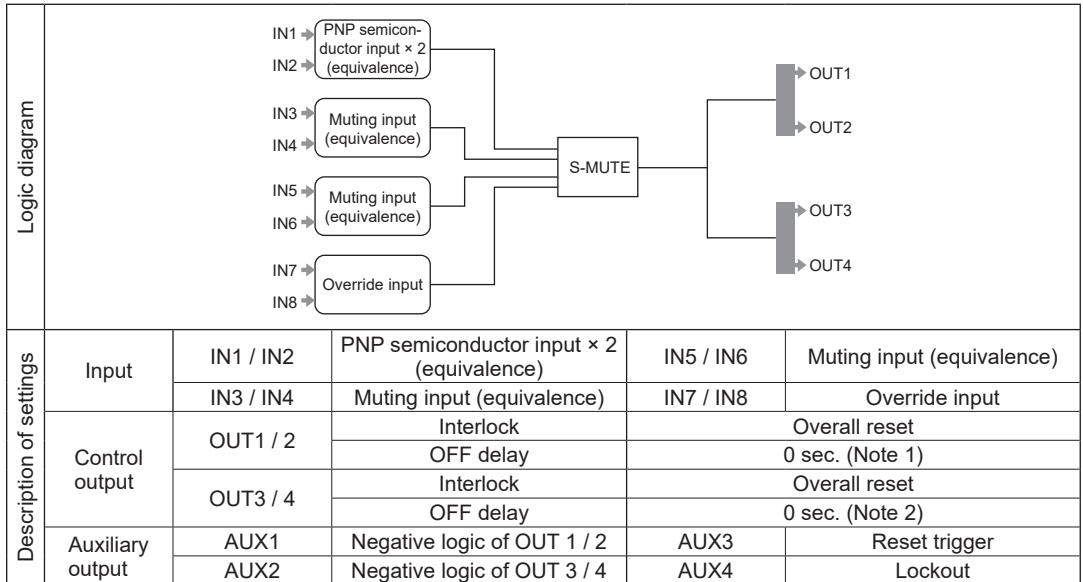 Logic diagram
IN1
IN2
PNP semicon-
ductor input × 2
(equivalence)
IN3
IN4
Muting input
(equivalence)
IN5
IN6
Muting input
(equivalence)
IN7
IN8
Override input
S-MUTE
OUT1
OUT2
OUT3
OUT4
Description of settings
Input
IN1 / IN2
PNP semiconductor input × 2
(equivalence)
IN5 / IN6
Muting input (equivalence)
IN3 / IN4
Muting input (equivalence)
IN7 / IN8
Override input
Control
output
OUT1 / 2
Interlock
Overall reset
OFF delay
0 sec. (Note 1)
OUT3 / 4
Interlock
Overall reset
OFF delay
0 sec. (Note 2)
Auxiliary
output
AUX1
Negative logic of OUT 1 / 2
AUX3
Reset trigger
AUX2
Negative logic of OUT 3 / 4
AUX4
Lockout